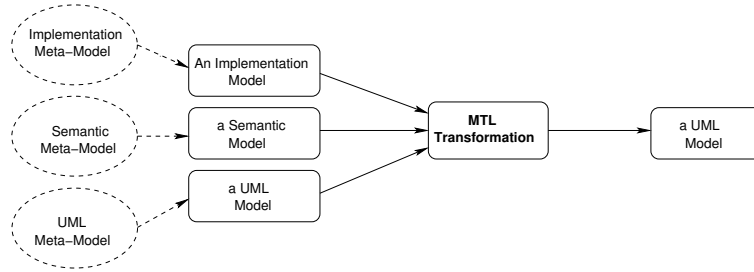 Implementation
Meta-Model
An Implementation
Model
Semantic
Meta-Model
a Semantic
Model
UML
Meta-Model
a UML
Model
MTL
Transformation
a UML
Model